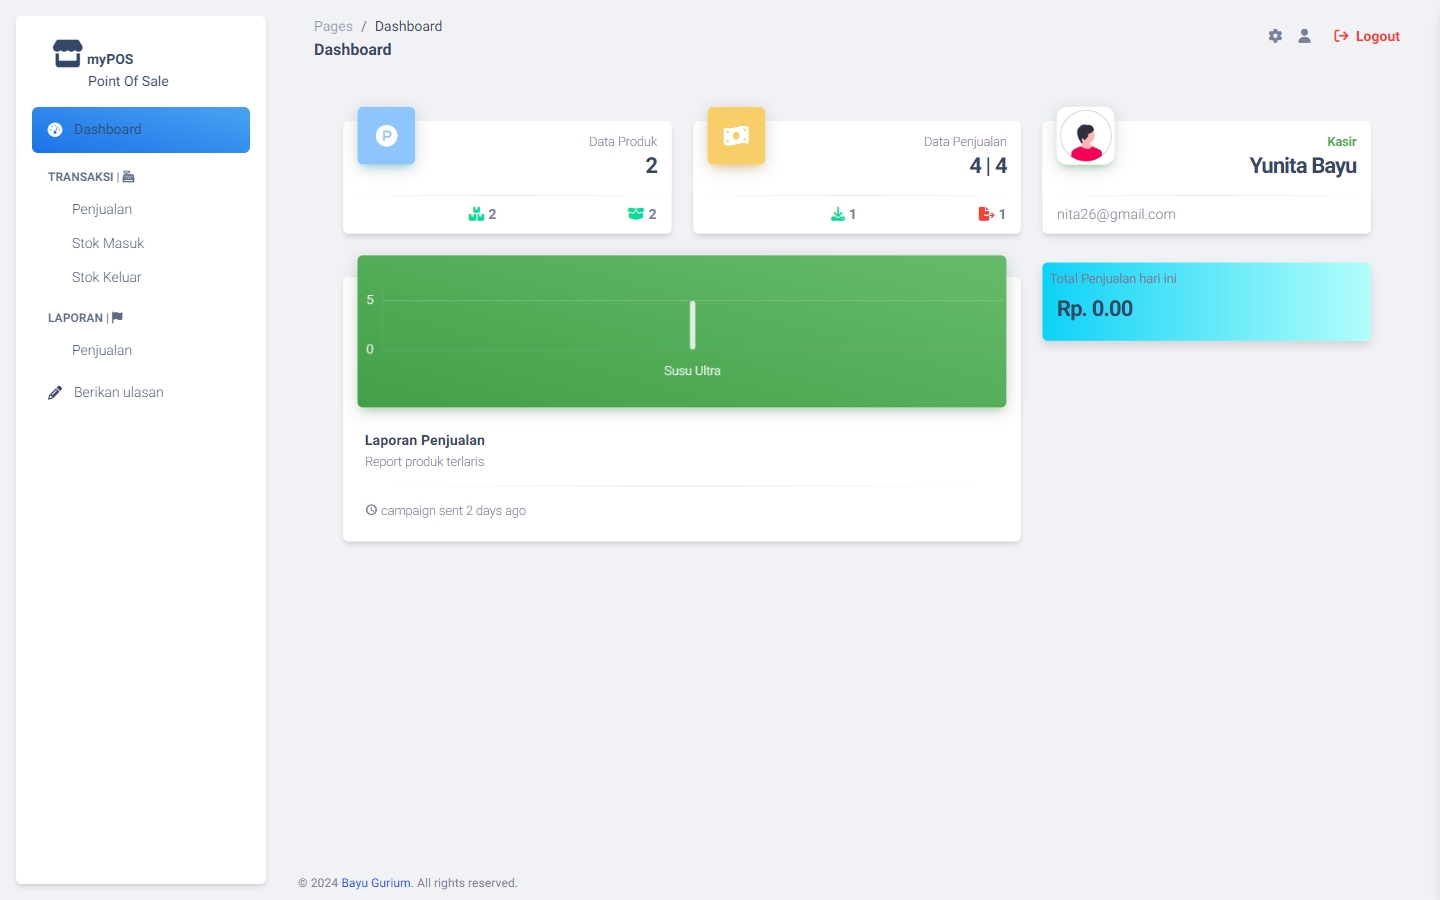 myPOS
Point Of Sale
Dashboard
TRANSAKSI |
Penjualan
Stok Masuk
Stok Keluar
LAPORAN |
Penjualan
Berikan ulasan
Pages / Dashboard
Dashboard
Logout
P
Data Produk
2
2
2
Data Penjualan
4 | 4
1
1
Kasir
Yunita Bayu
nita26@gmail.com
5
0
Susu Ultra
Laporan Penjualan
Report produk terlaris
campaign sent 2 days ago
Total Penjualan hari ini
Rp. 0.00
© 2024 Bayu Gurium. All rights reserved.